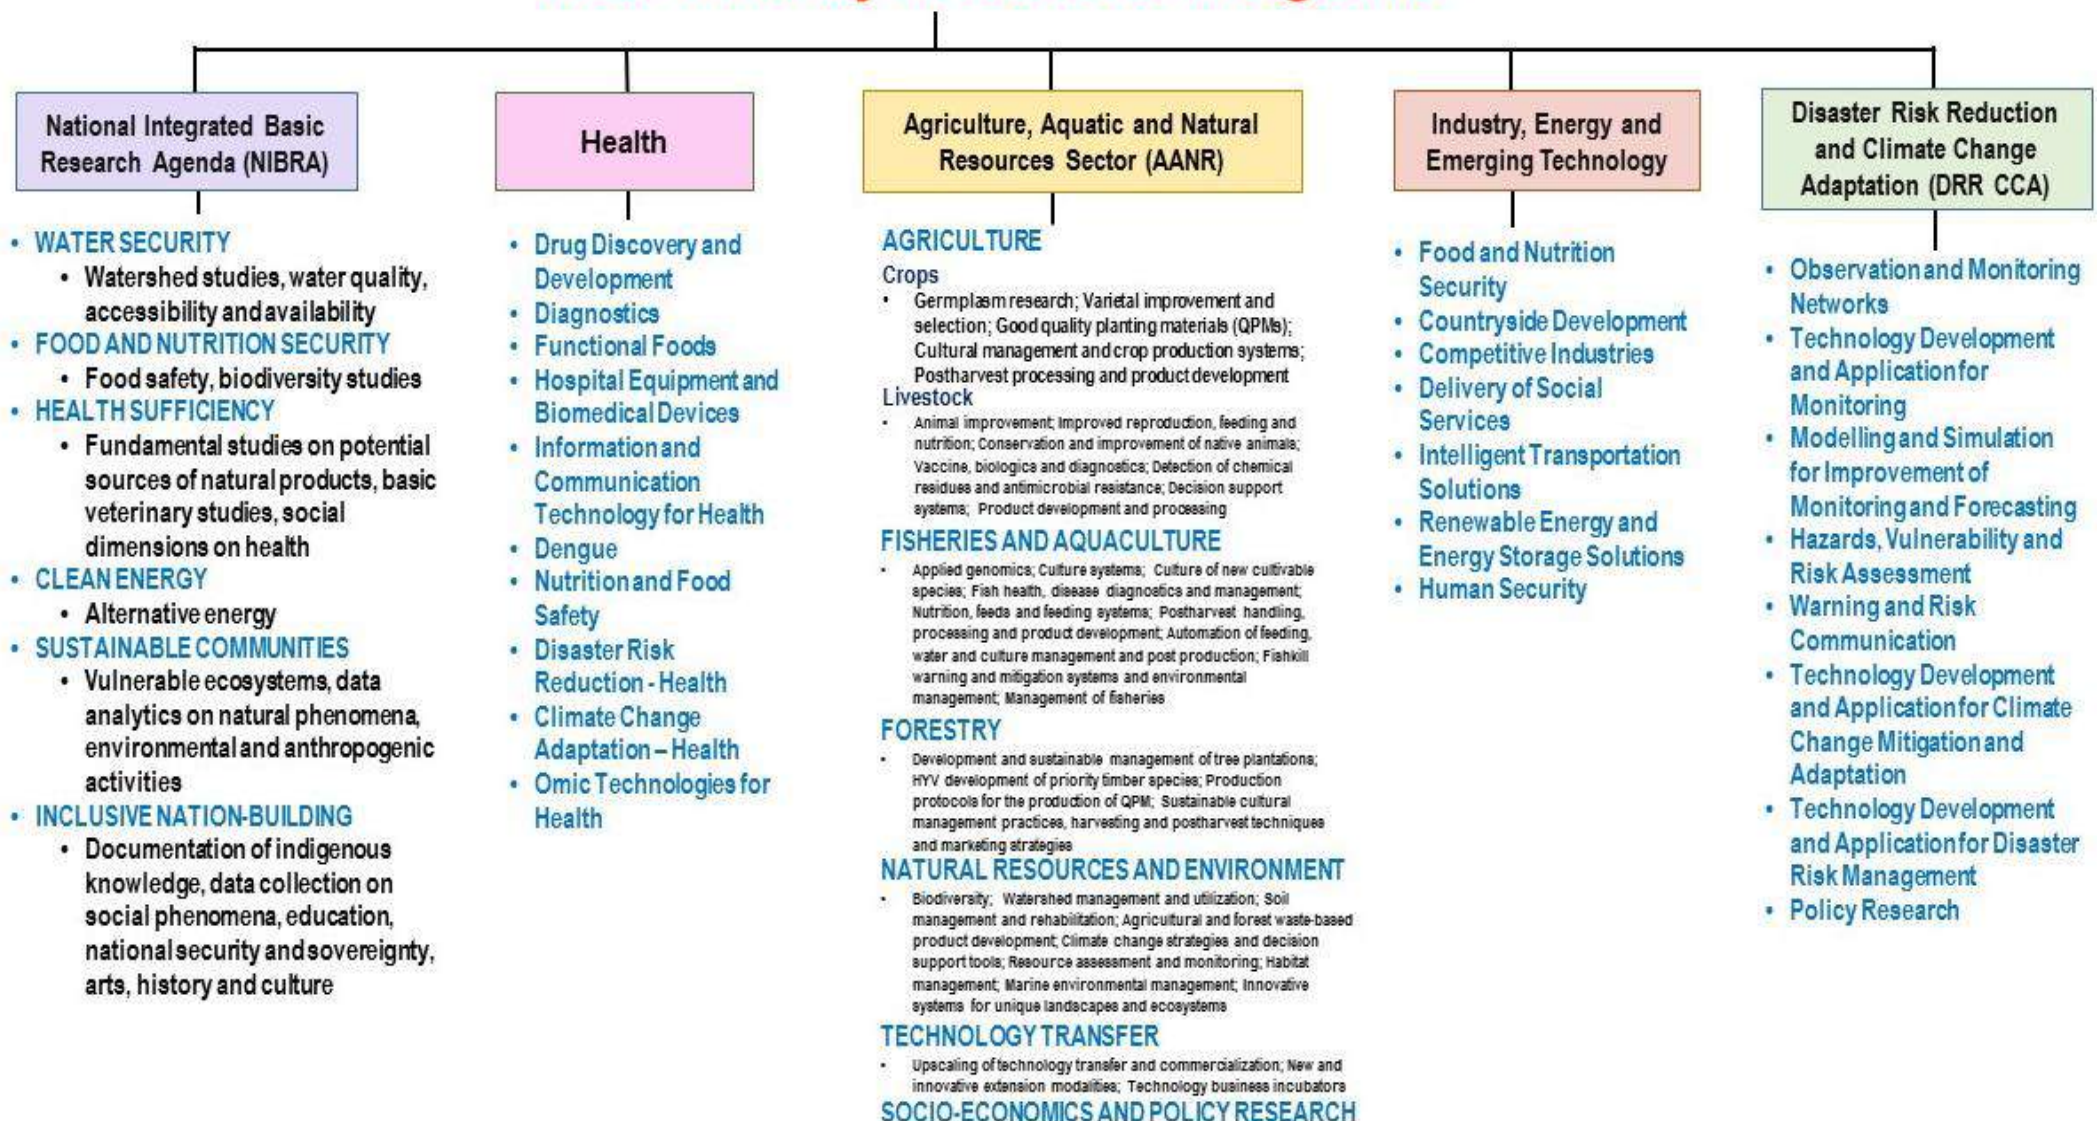 National Integrated Basic
Research Agenda (NIBRA)
• WATER SECURITY
• Watershed studies, water quality,
accessibility and availability
• FOOD AND NUTRITION SECURITY
• Food safety, biodiversity studies
• HEALTH SUFFICIENCY
• Fundamental studies on potential
sources of natural products, basic
veterinary studies, social
dimensions on health
• CLEAN ENERGY
• Alternative energy
• SUSTAINABLE COMMUNITIES
• Vulnerable ecosystems, data
analytics on natural phenomena,
environmental and anthropogenic
activities
• INCLUSIVE NATION-BUILDING
• Documentation of indigenous
knowledge, data collection on
social phenomena, education,
national security and sovereignty,
arts, history and culture
Health
• Drug Discovery and
Development
• Diagnostics
• Functional Foods
• Hospital Equipment and
Biomedical Devices
• Information and
Communication
Technology for Health
• Dengue
• Nutrition and Food
Safety
• Disaster Risk
Reduction - Health
• Climate Change
Adaptation – Health
• Omic Technologies for
Health
Agriculture, Aquatic and Natural
Resources Sector (AANR)
AGRICULTURE
Crops
• Germplasm research; Varietal improvement and
selection; Good quality planting materials (QPMs);
Cultural management and crop production systems;
Postharvest processing and product development
Livestock
• Animal improvement; Improved reproduction, feeding and
nutrition; Conservation and improvement of native animals;
Vaccine, biologics and diagnostics; Detection of chemical
residues and antimicrobial resistance; Decision support
systems; Product development and processing
FISHERIES AND AQUACULTURE
• Applied genomics; Culture systems; Culture of new cultivable
species; Fish health, disease diagnostics and management;
Nutrition, feeds and feeding systems; Postharvest handling,
processing and product development; Automation of feeding,
water and culture management and post production; Fishkill
warning and mitigation systems and environmental
management; Management of fisheries
FORESTRY
• Development and sustainable management of tree plantations;
HYV development of priority timber species; Production
protocols for the production of QPM; Sustainable cultural
management practices, harvesting and postharvest techniques
and marketing strategies
NATURAL RESOURCES AND ENVIRONMENT
• Biodiversity; Watershed management and utilization; Soil
management and rehabilitation; Agricultural and forest waste-based
product development; Climate change strategies and decision
support tools; Resource assessment and monitoring; Habitat
management; Marine environmental management; Innovative
systems for unique landscapes and ecosystems
TECHNOLOGY TRANSFER
• Upscaling of technology transfer and commercialization; New and
innovative extension modalities; Technology business incubators
SOCIO-ECONOMICS AND POLICY RESEARCH
Industry, Energy and
Emerging Technology
• Food and Nutrition
Security
• Countryside Development
• Competitive Industries
• Delivery of Social
Services
• Intelligent Transportation
Solutions
• Renewable Energy and
Energy Storage Solutions
• Human Security
Disaster Risk Reduction
and Climate Change
Adaptation (DRR CCA)
• Observation and Monitoring
Networks
• Technology Development
and Application for
Monitoring
• Modelling and Simulation
for Improvement of
Monitoring and Forecasting
• Hazards, Vulnerability and
Risk Assessment
• Warning and Risk
Communication
• Technology Development
and Application for Climate
Change Mitigation and
Adaptation
• Technology Development
and Application for Disaster
Risk Management
• Policy Research